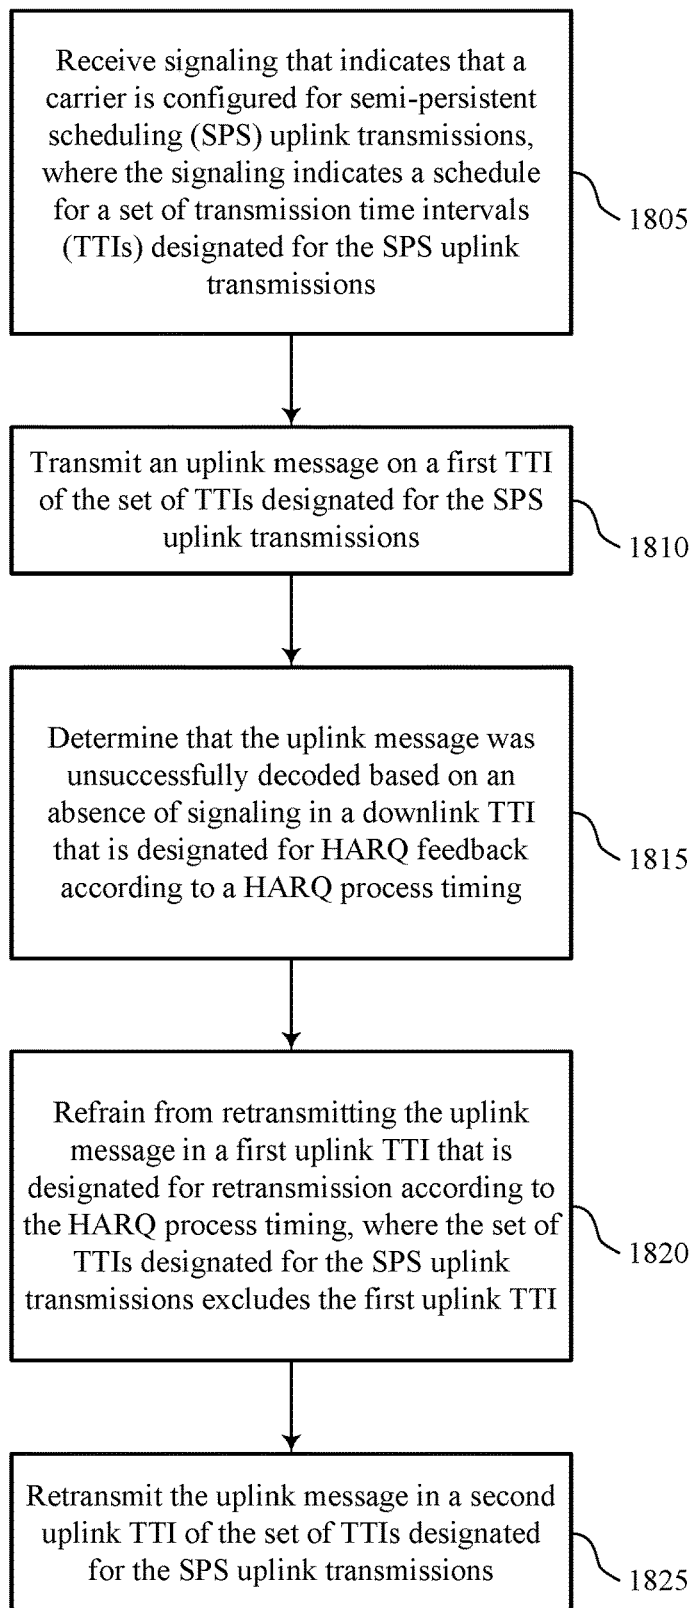 Receive signaling that indicates that a
carrier is configured for semi-persistent
scheduling (SPS) uplink transmissions,
where the signaling indicates a schedule
for a set of transmission time intervals
(TTIs) designated for the SPS uplink
transmissions
1805
Transmit an uplink message on a first TTI
of the set of TTIs designated for the SPS
uplink transmissions
1810
Determine that the uplink message was
unsuccessfully decoded based on an
absence of signaling in a downlink TTI
that is designated for HARQ feedback
according to a HARQ process timing
1815
Refrain from retransmitting the uplink
message in a first uplink TTI that is
designated for retransmission according to
the HARQ process timing, where the set of
TTIs designated for the SPS uplink
transmissions excludes the first uplink TTI
1820
Retransmit the uplink message in a second
uplink TTI of the set of TTIs designated
for the SPS uplink transmissions
1825